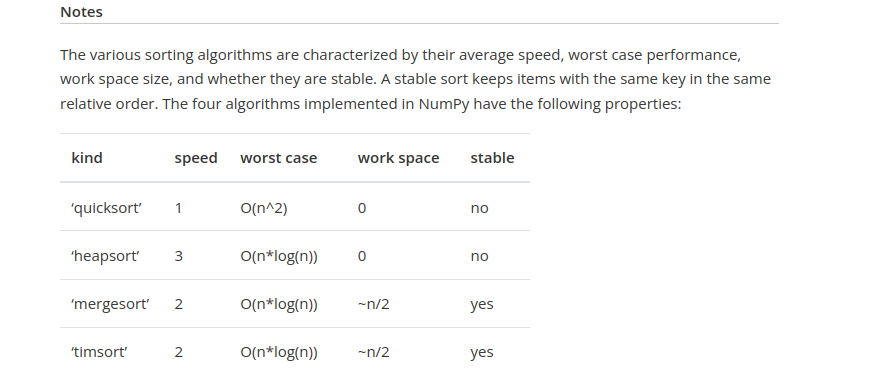 Notes
The various sorting algorithms are characterized by their average speed, worst case performance,
work space size, and whether they are stable. A stable sort keeps items with the same key in the same
relative order. The four algorithms implemented in NumPy have the following properties:
kind speed worst case work space stable
‘quicksort’ 1 O(n^2) 0 no
‘heapsort’ 3 O(n*log(n)) 0 no
‘mergesort’ 2 O(n*log(n)) ~n/2 yes
‘timsort’ 2 O(n*log(n)) ~n/2 yes